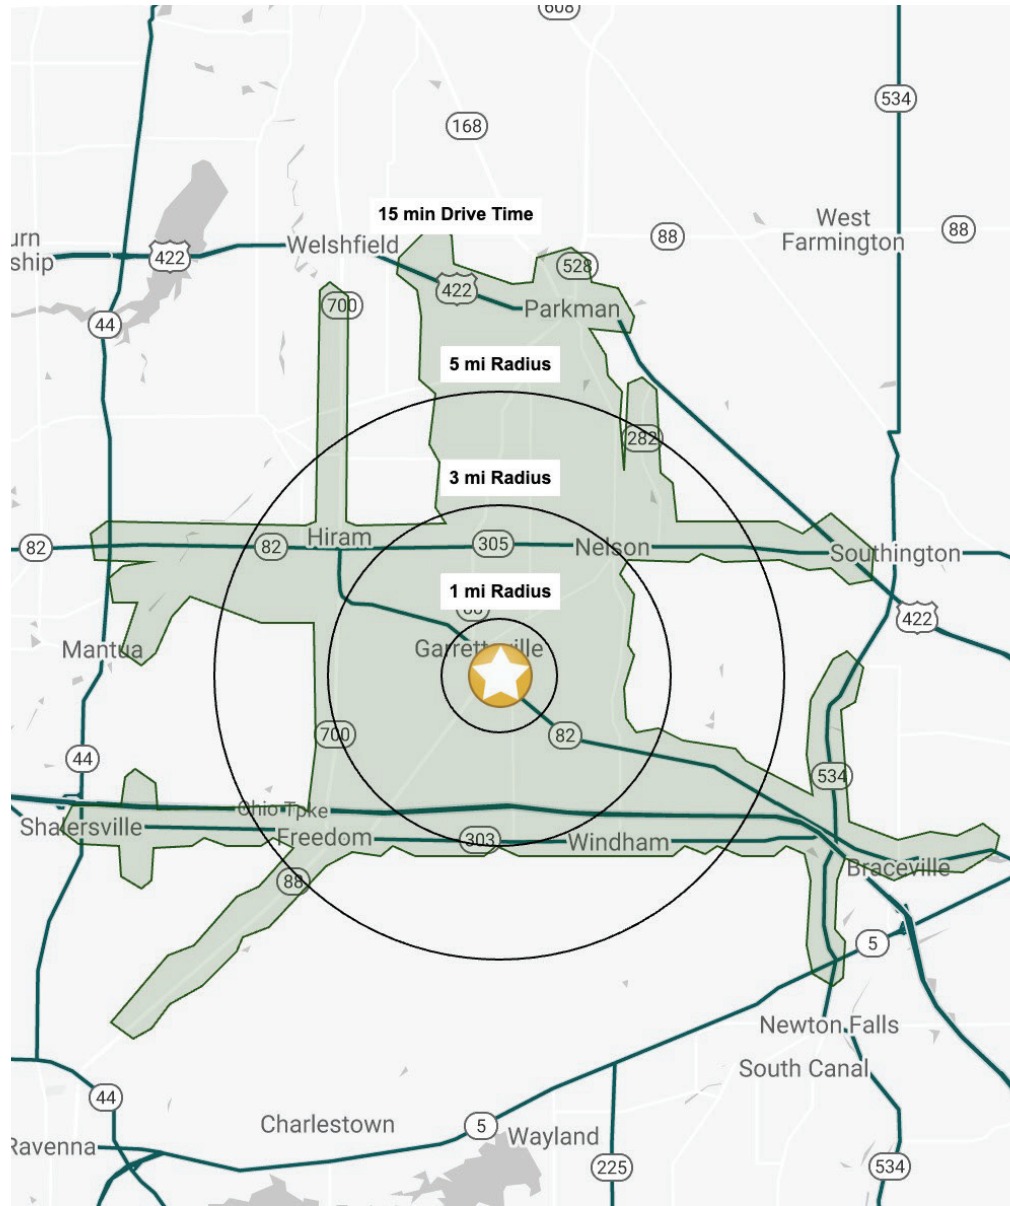 608
534
168
15 min Drive Time
West
Farmington
88
88
urn
ship
Welshfield
422
528
422
700
Parkman
44
5 mi Radius
282
3 mi Radius
82
82
Hiram
305
Nelson
Southington
1 mi Radius
422
Mantua
700
82
44
534
Ohio Tpke
Shalersville
Freedom
303
Windham
88
Braceville
5
Newton Falls
South Canal
44
Charlestown
5
Wayland
Ravenna
225
534